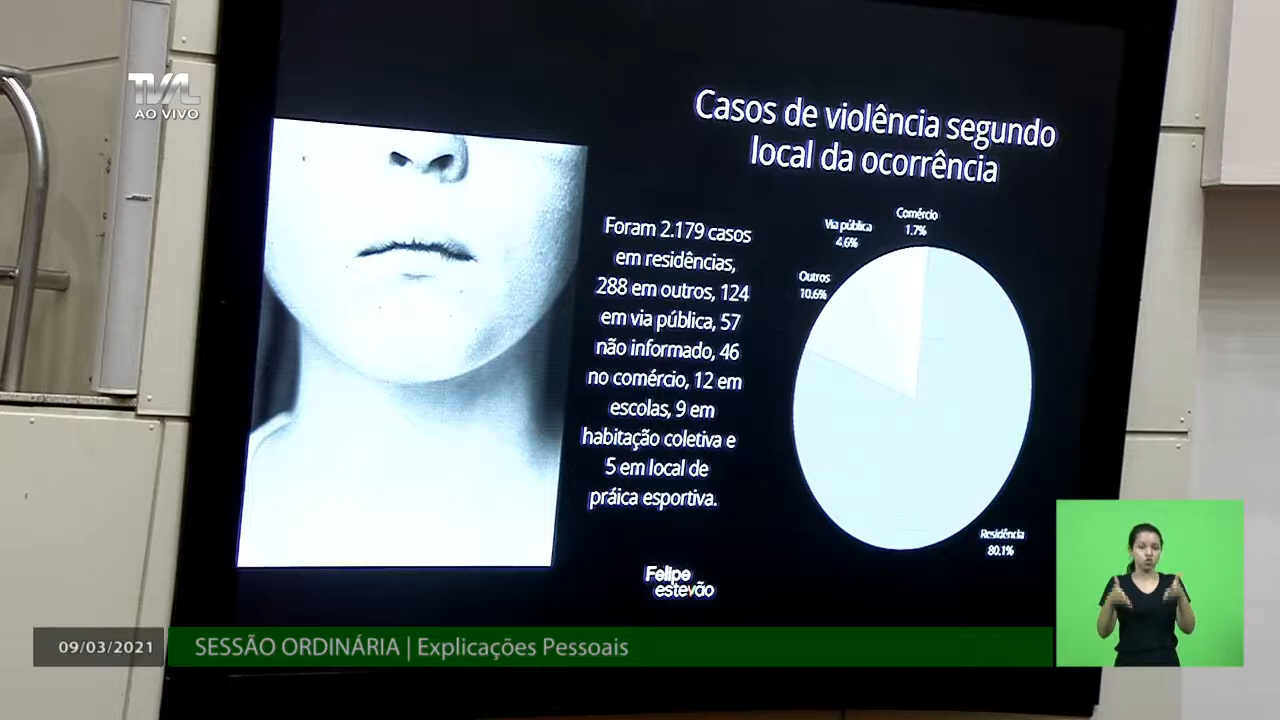 TVAL
AO VIVO
Casos de violência segundo
local da ocorrência
Foram 2.179 casos
em residências,
288 em outros, 124
em via pública, 57
não informado, 46
no comércio, 12 em
escolas, 9 em
habitação coletiva e
5 em local de
práica esportiva.
Comércio
1.7%
Via pública
4.6%
Outros
10.6%
Residência
80.1%
Felipe
estevão
09/03/2021
SESSÃO ORDINÁRIA | Explicações Pessoais